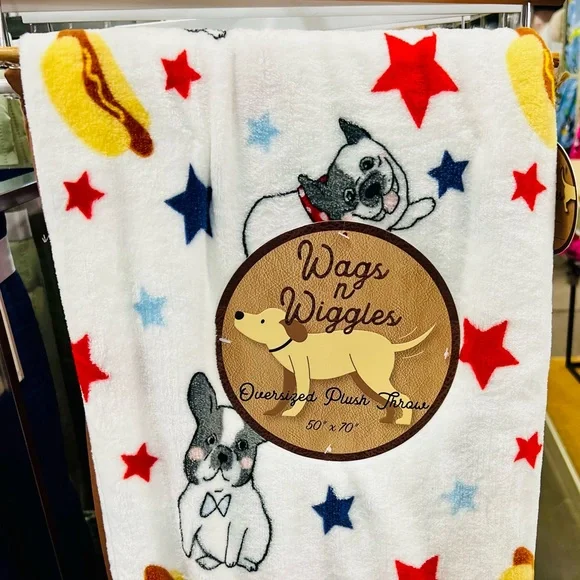 Wags
n
Wiggles
Oversized Plush Throw
50" x 70"